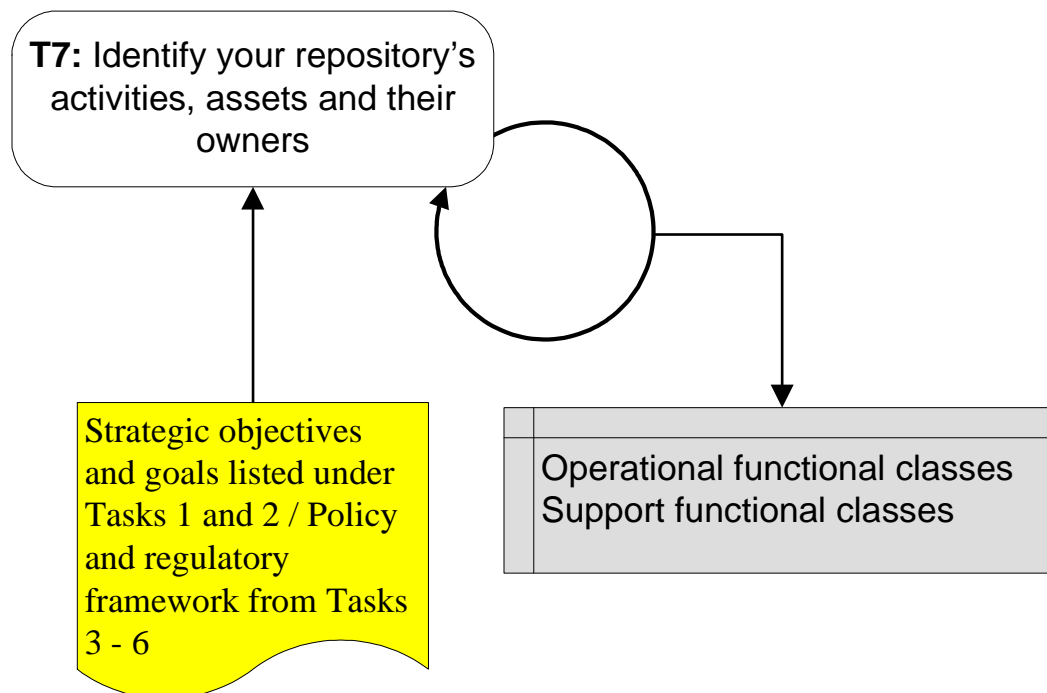 T7: Identify your repository’s
activities, assets and their
owners
Strategic objectives
and goals listed under
Tasks 1 and 2 / Policy
and regulatory
framework from Tasks
3 - 6
Operational functional classes
Support functional classes